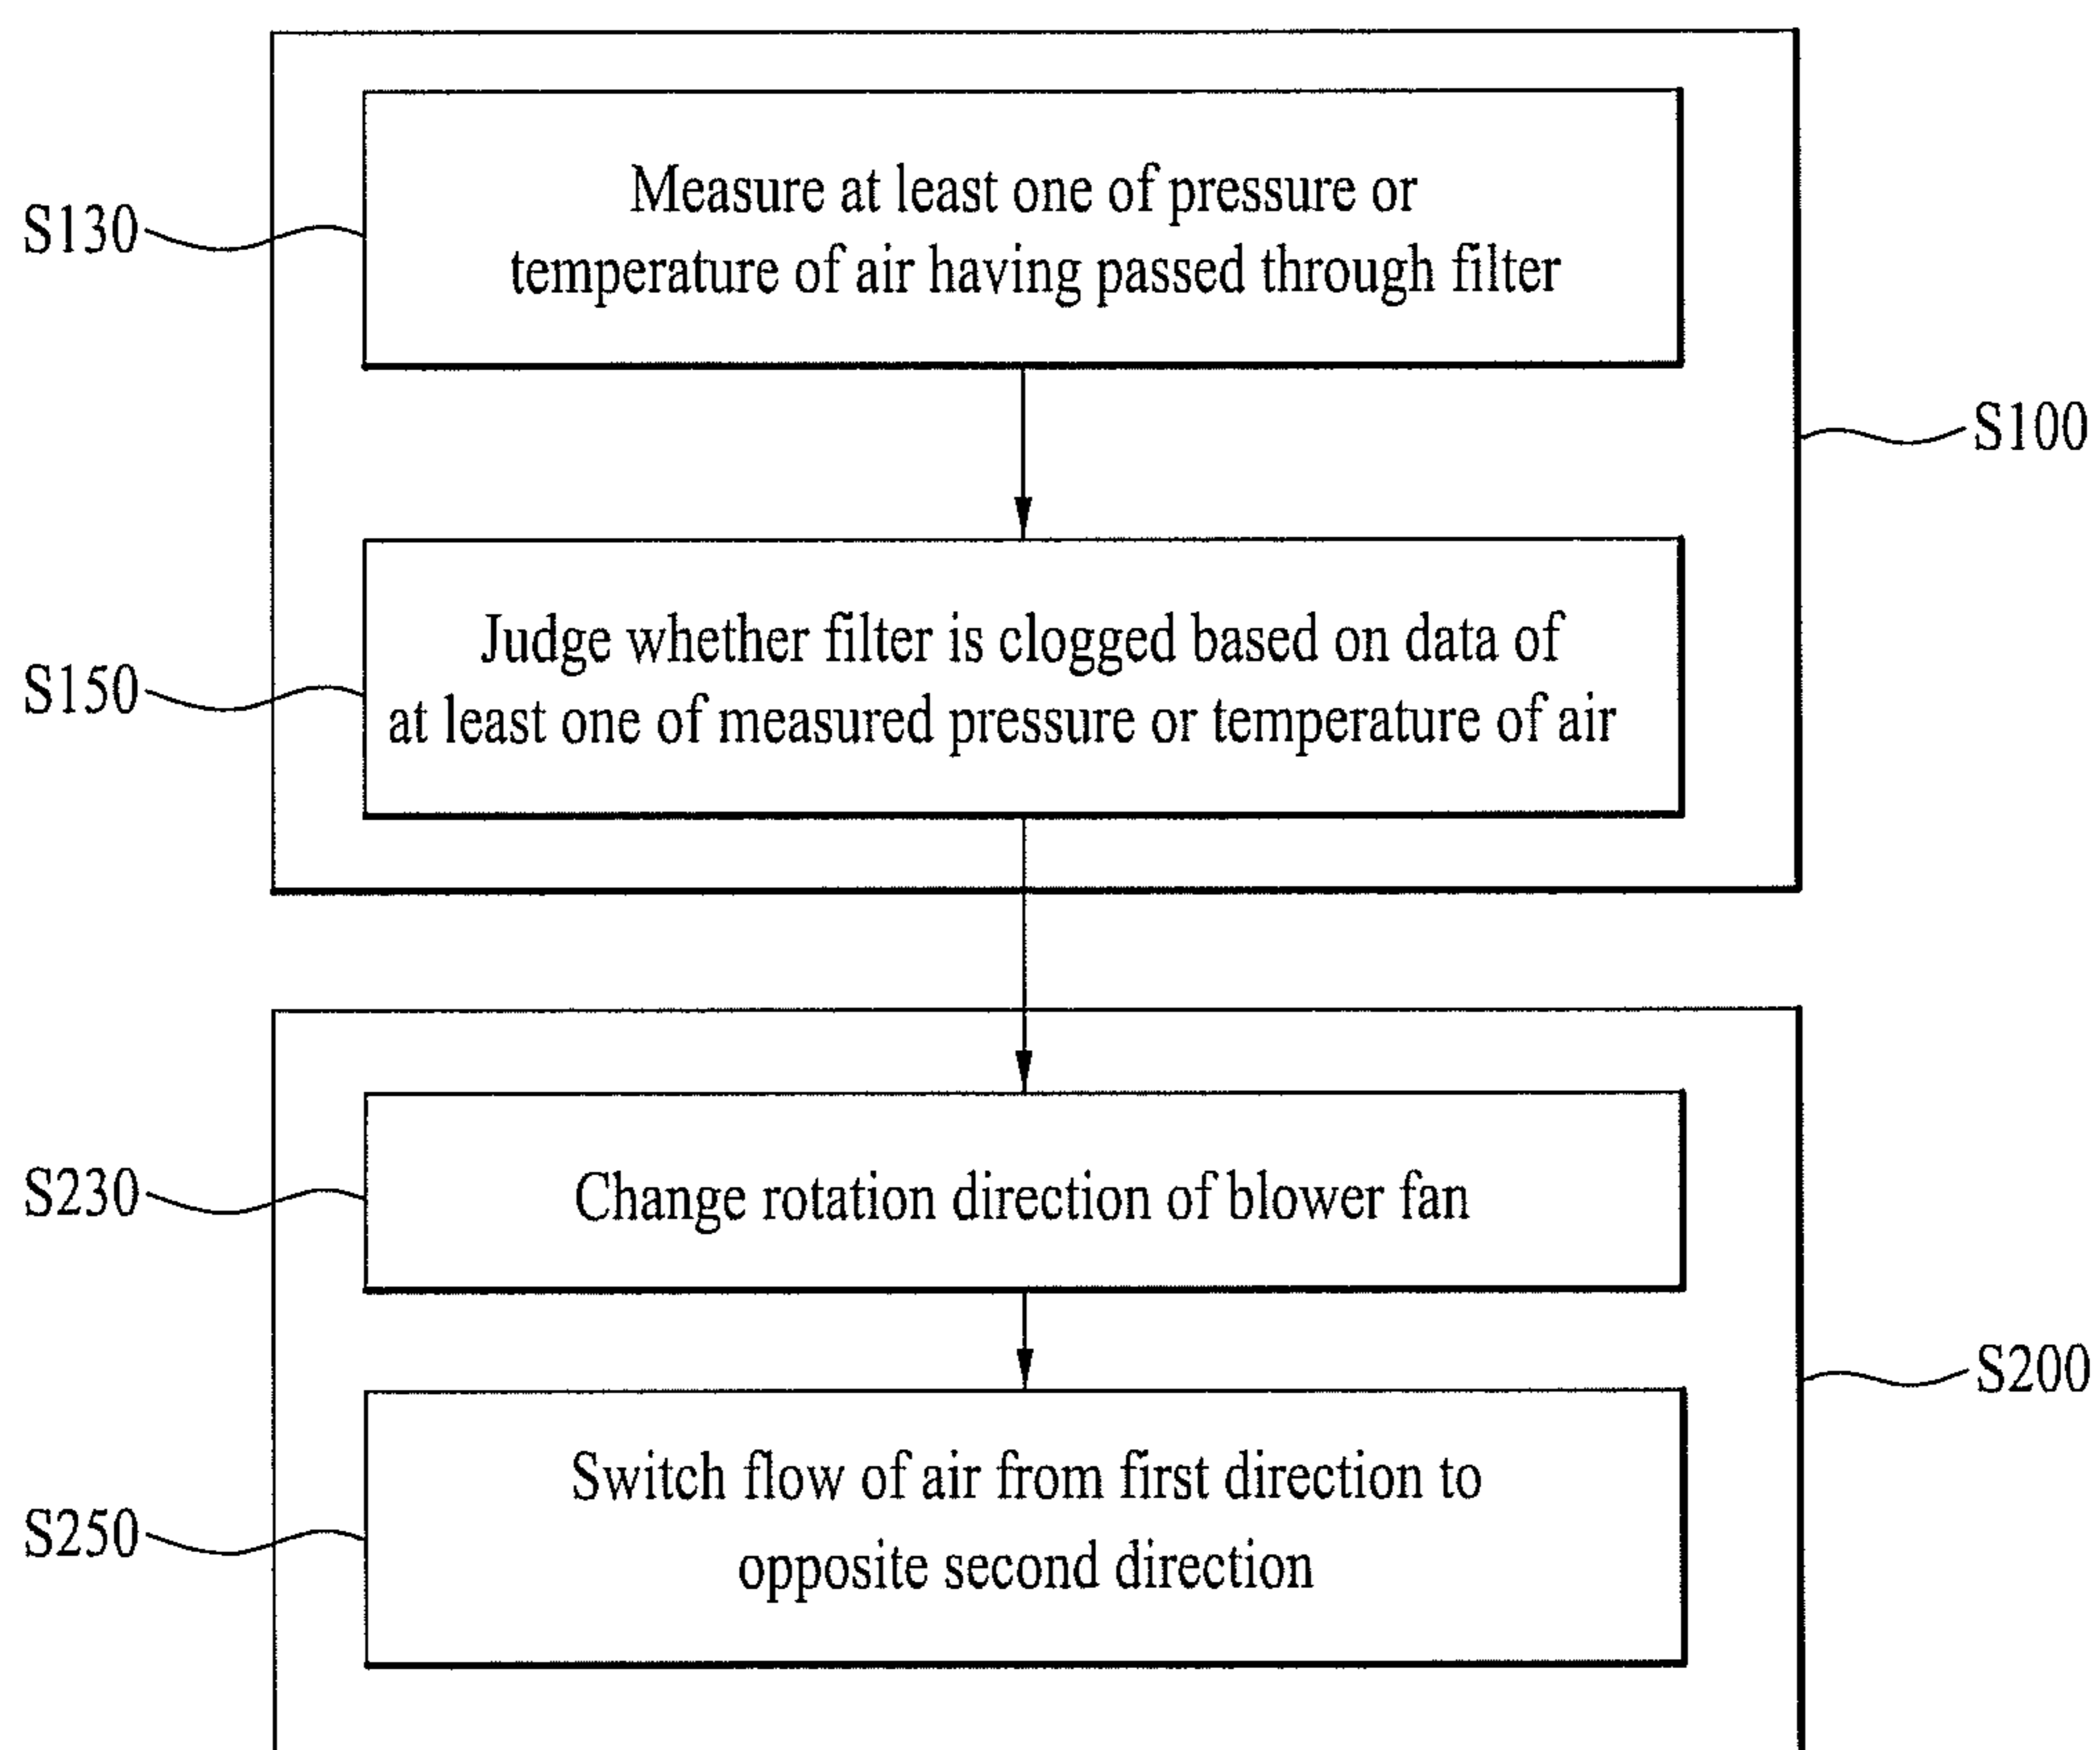 S130
Measure at least one of pressure or
temperature of air having passed through filter
S100
S150
Judge whether filter is clogged based on data of
at least one of measured pressure or temperature of air
S230
Change rotation direction of blower fan
S200
S250
Switch flow of air from first direction to
opposite second direction